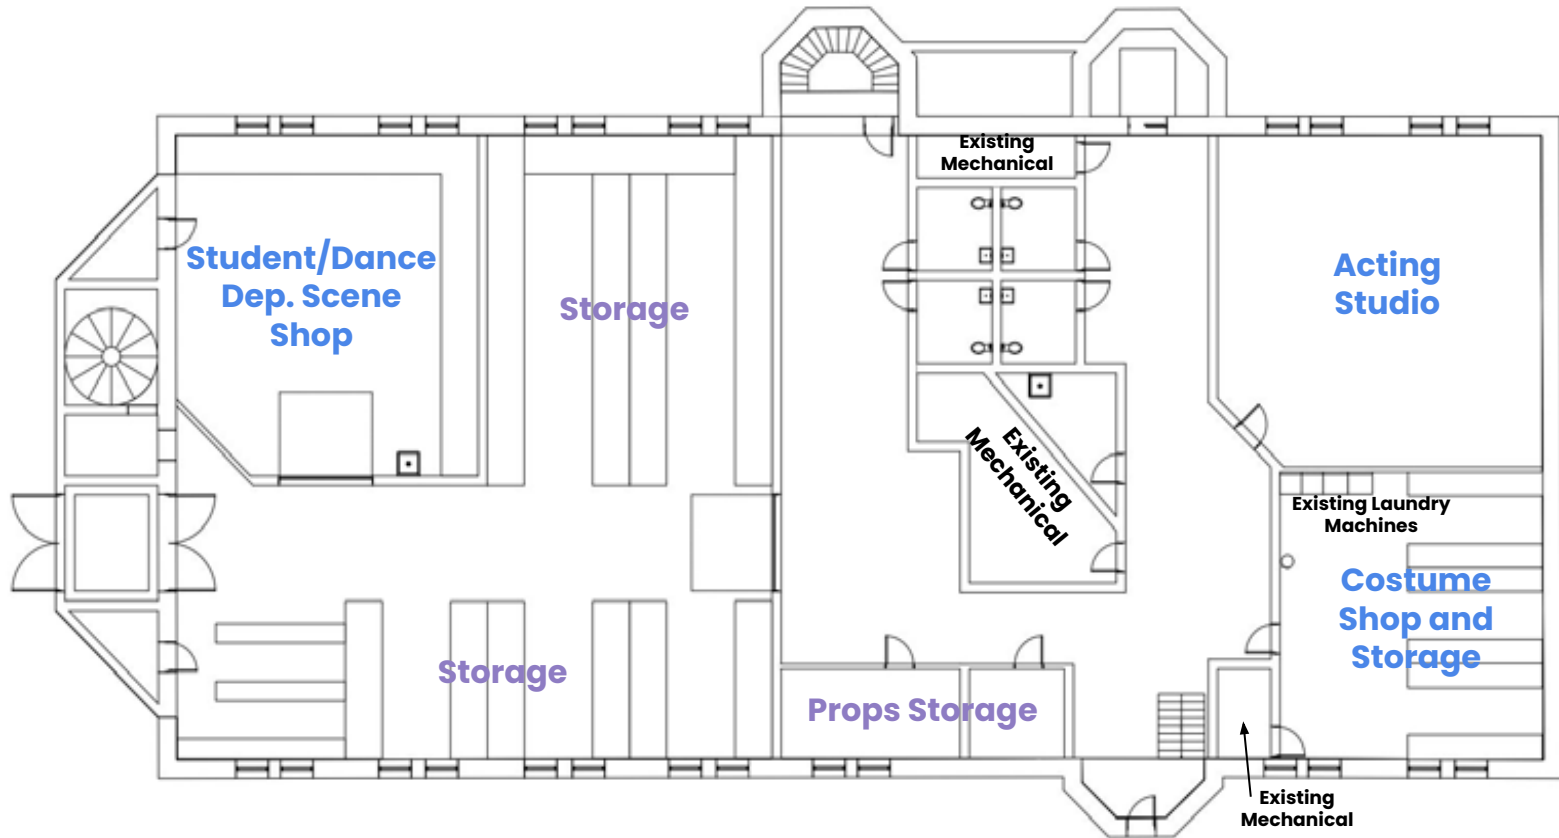 Existing
Mechanical
Student/Dance
Dep. Scene
Shop
Storage
Acting
Studio
Existing
Mechanical
Existing Laundry
Machines
Costume
Shop and
Storage
Storage
Props Storage
Existing
Mechanical